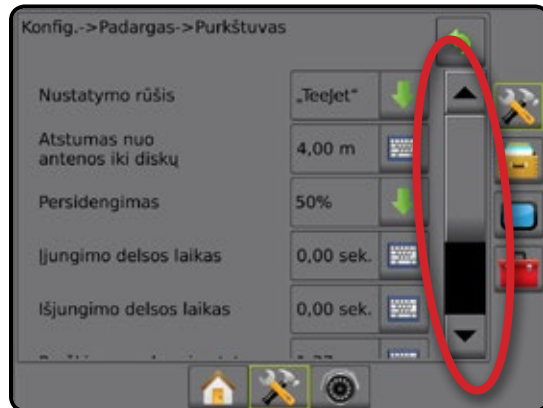 Konfig.->Padargas->Purkštuvas
Nustatymo rūšis
„TeeJet“
Atstumas nuo
antenos iki diskų
4,00 m
Persidengimas
50%
Įjungimo delsos laikas
0,00 sek.
Išjungimo delsos laikas
0,00 sek.